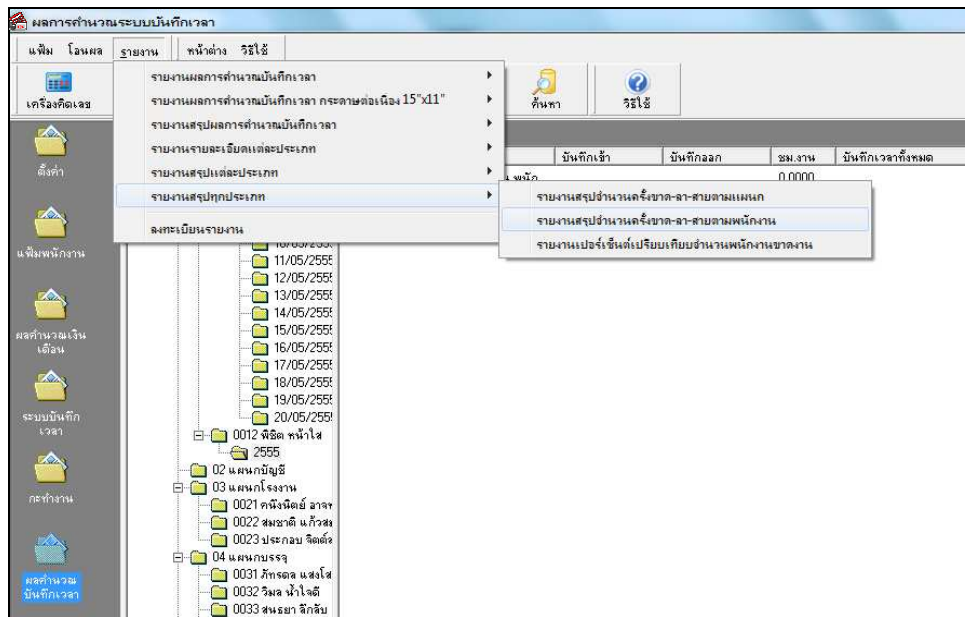 ผลการคำนวณระบบบันทึกเวลา
แฟ้ม โอนผล รายงาน หน้าต่าง วิธีใช้
เครื่องคิดเลข ค้นหา วิธีใช้
รายงานผลการคำนวณบันทึกเวลา
รายงานผลการคำนวณบันทึกเวลา กระดาษต่อเนื่อง 15"x11"
รายงานสรุปผลการคำนวณบันทึกเวลา
รายงานรายละเอียดแต่ละประเภท
รายงานสรุปแต่ละประเภท
รายงานสรุปทุกประเภท
ลงทะเบียนรายงาน
บันทึกเข้า บันทึกออก ชม.งาน บันทึกเวลาทั้งหมด
0.0000
รายงานสรุปจำนวนครั้งขาด-ลา-สายตามแผนก
รายงานสรุปจำนวนครั้งขาด-ลา-สายตามพนักงาน
รายงานเปอร์เซ็นต์เปรียบเทียบจำนวนพนักงานขาดงาน
ตั้งค่า
แฟ้มพนักงาน
ผลคำนวณเงิน
เดือน
ระบบบันทึก
เวลา
กะทำงาน
ผลคำนวณ
บันทึกเวลา
11/05/2555
12/05/2555
13/05/2555
14/05/2555
15/05/2555
16/05/2555
17/05/2555
18/05/2555
19/05/2555
20/05/2555
0012 พิชิต หน้าใส
2555
02 แผนกบัญชี
03 แผนกโรงงาน
0021 คนึงนิตย์
0022 สมชาติ
0023 ประกอบ
04 แผนกบรรจุ
0031 ภัทรดล
0032 วิมล น้ำใจดี
0033 สนธยา ลึกลับ